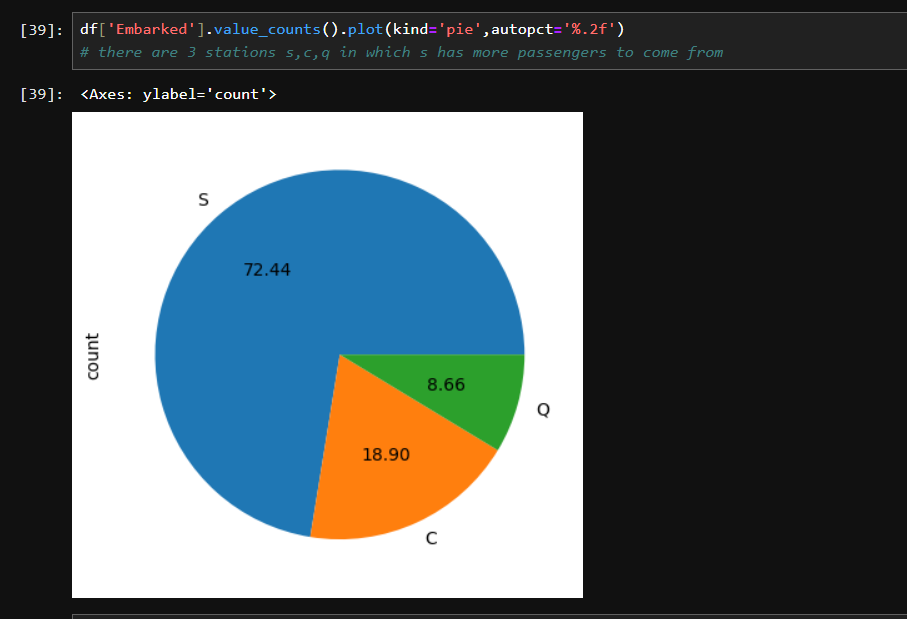 [39]: df['Embarked'].value_counts().plot(kind='pie',autopct='%.2f')
# there are 3 stations s,c,q in which s has more passengers to come from
[39]: <Axes: ylabel='count'>
S
72.44
count
8.66
Q
18.90
C